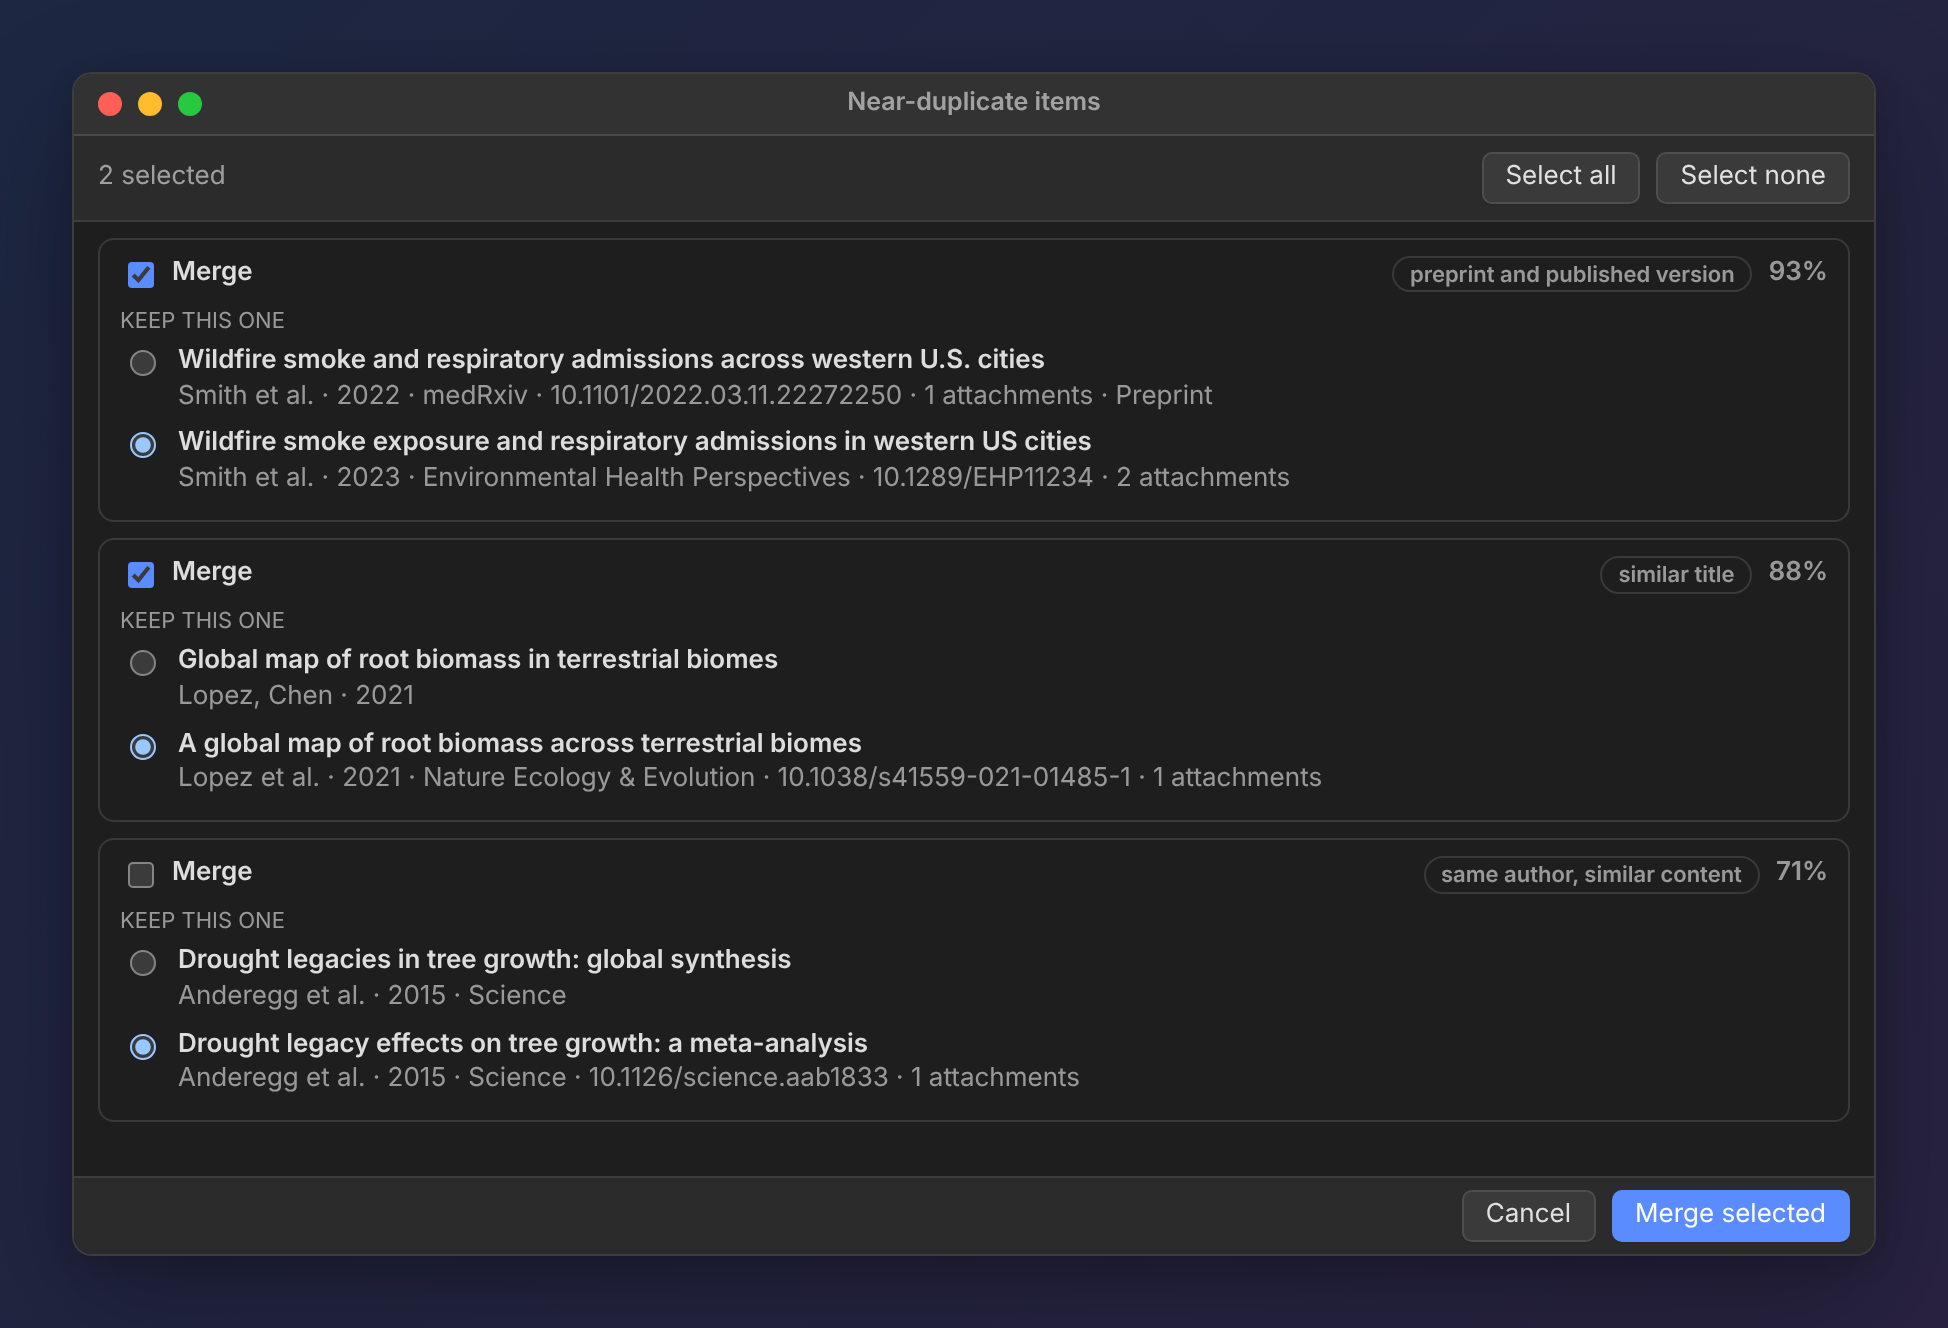 Near-duplicate items
2 selected
Select all
Select none
Merge
preprint and published version
93%
KEEP THIS ONE
Wildfire smoke and respiratory admissions across western U.S. cities
Smith et al. · 2022 · medRxiv · 10.1101/2022.03.11.22272250 · 1 attachments · Preprint
Wildfire smoke exposure and respiratory admissions in western US cities
Smith et al. · 2023 · Environmental Health Perspectives · 10.1289/EHP11234 · 2 attachments
Merge
similar title
88%
KEEP THIS ONE
Global map of root biomass in terrestrial biomes
Lopez, Chen · 2021
A global map of root biomass across terrestrial biomes
Lopez et al. · 2021 · Nature Ecology & Evolution · 10.1038/s41559-021-01485-1 · 1 attachments
Merge
same author, similar content
71%
KEEP THIS ONE
Drought legacies in tree growth: global synthesis
Anderegg et al. · 2015 · Science
Drought legacy effects on tree growth: a meta-analysis
Anderegg et al. · 2015 · Science · 10.1126/science.aab1833 · 1 attachments
Cancel
Merge selected